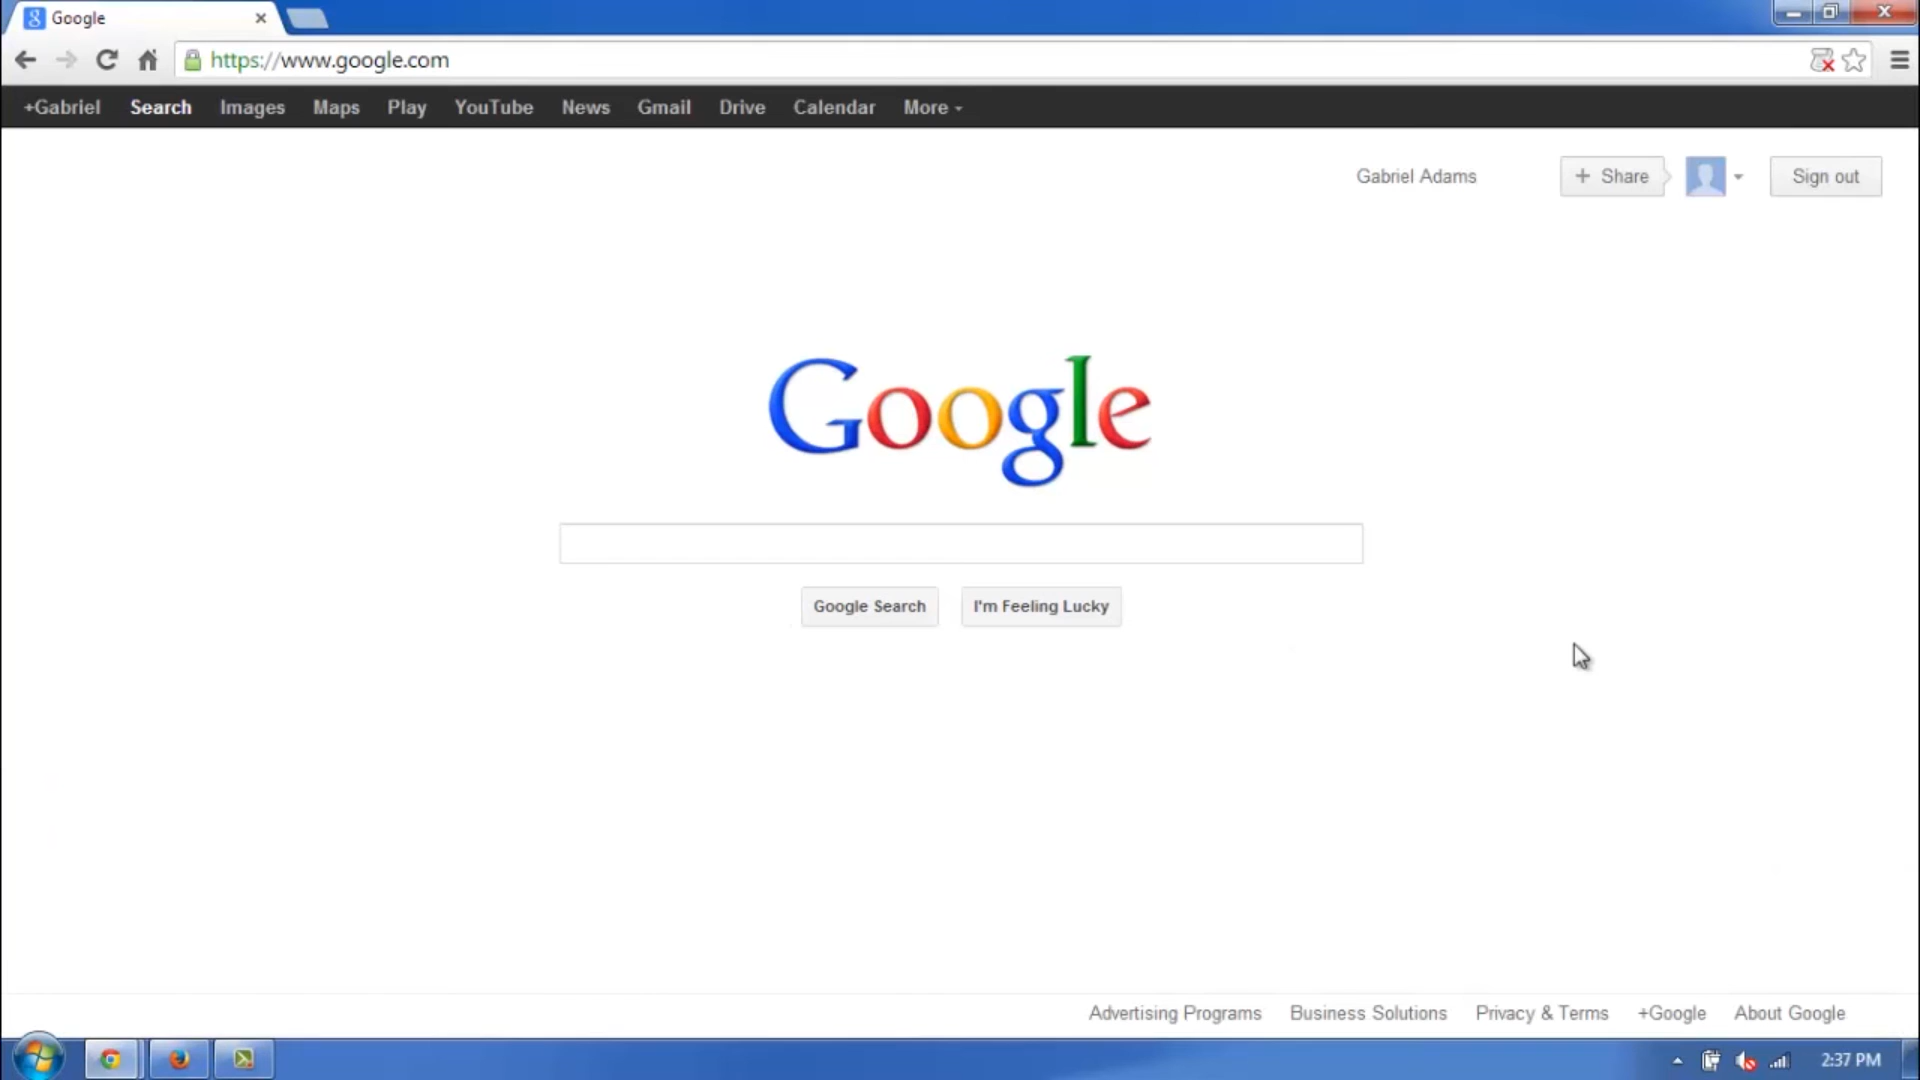 Google
https://www.google.com
+Gabriel Search Images Maps Play YouTube News Gmail Drive Calendar More
Gabriel Adams + Share Sign out
Google
Google Search I'm Feeling Lucky
Advertising Programs Business Solutions Privacy & Terms +Google About Google
2:37 PM